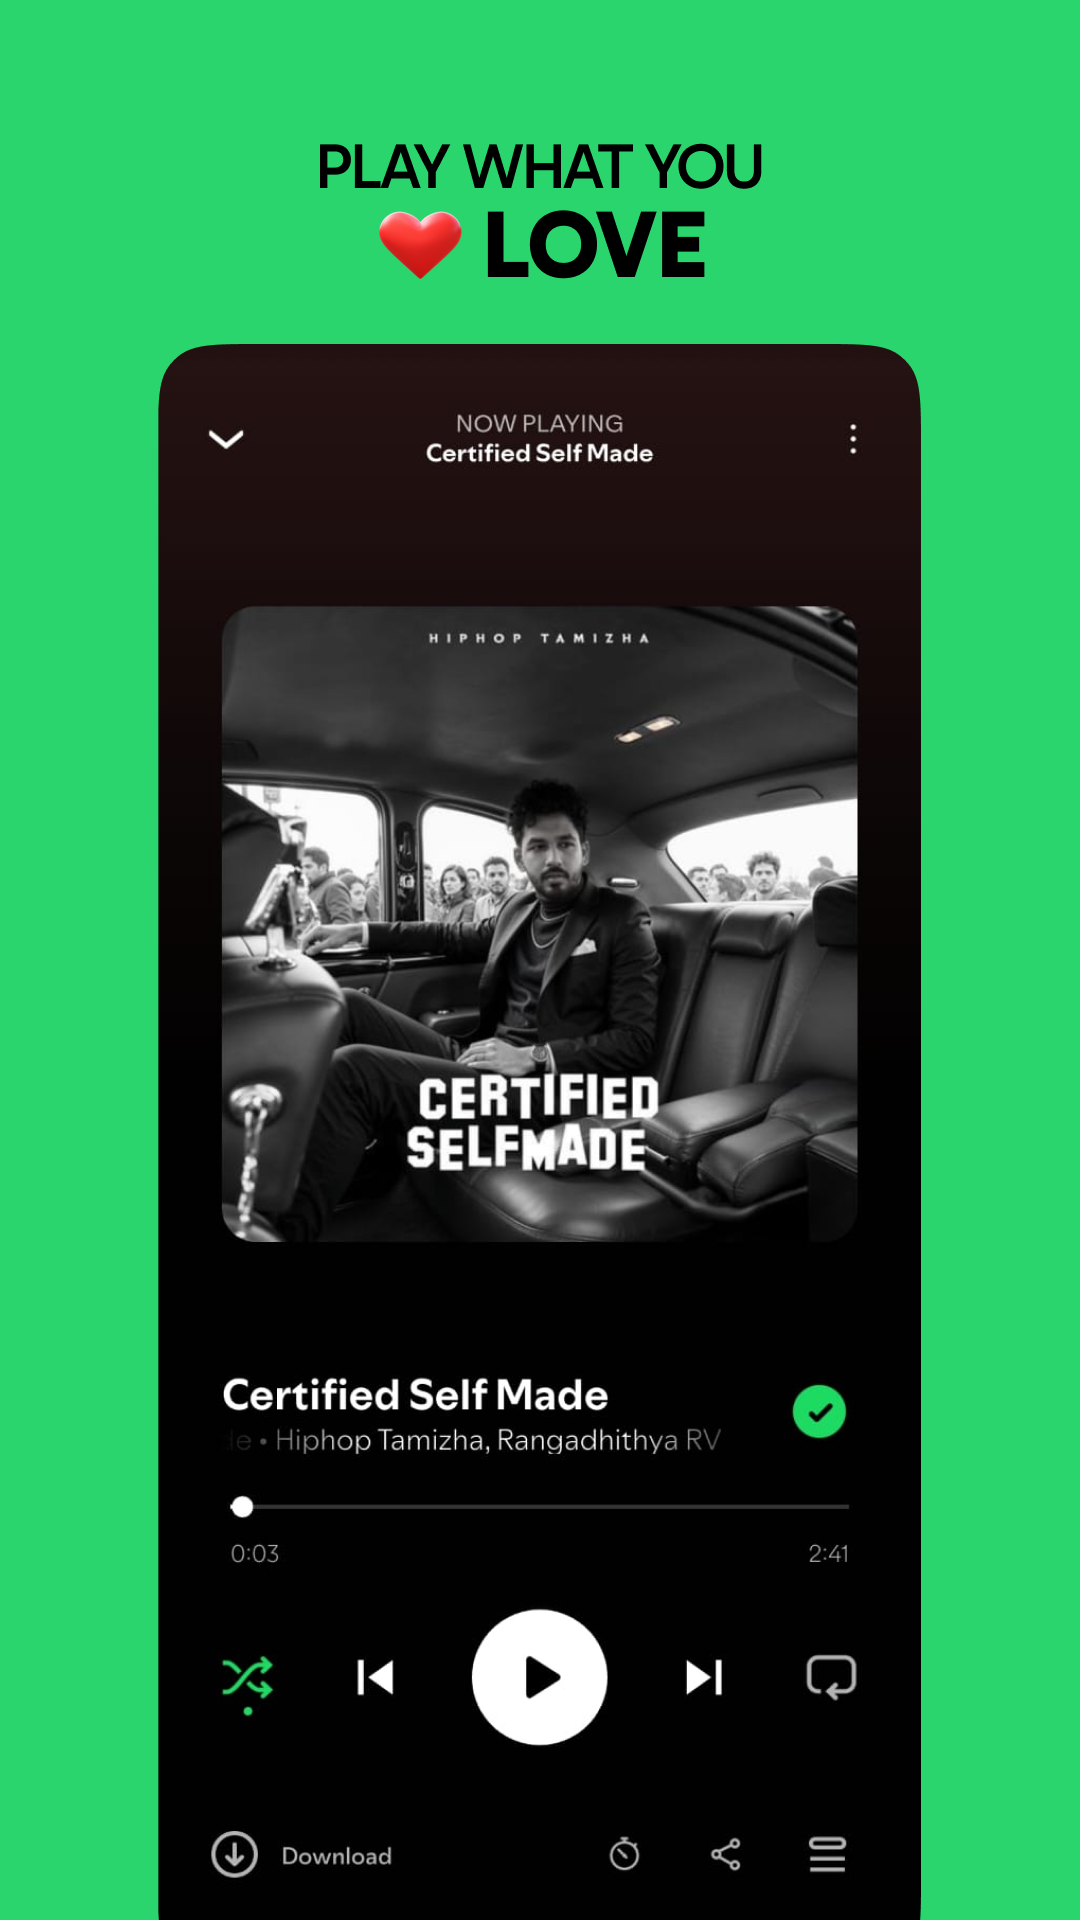 PLAY WHAT YOU
❤️ LOVE
NOW PLAYING
Certified Self Made
HIPHOP TAMIZHA
CERTIFIED
SELFMADE
Certified Self Made
de • Hiphop Tamizha, Rangadhithya RV
0:03 2:41
Download